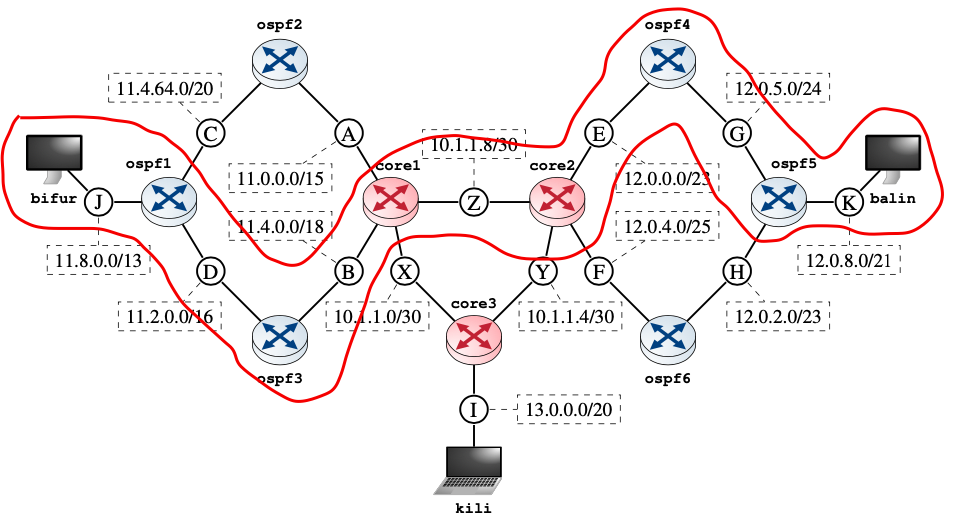 ospf2
ospf4
11.4.64.0/20
12.0.5.0/24
C
A
E
G
10.1.1.8/30
ospf1
core1
core2
ospf5
11.0.0.0/15
12.0.0.0/23
bifur
J
Z
K
balin
11.4.0.0/18
12.0.4.0/25
11.8.0.0/13
D
B
X
Y
F
H
12.0.8.0/21
core3
11.2.0.0/16
10.1.1.0/30
10.1.1.4/30
12.0.2.0/23
ospf3
ospf6
I
13.0.0.0/20
kili